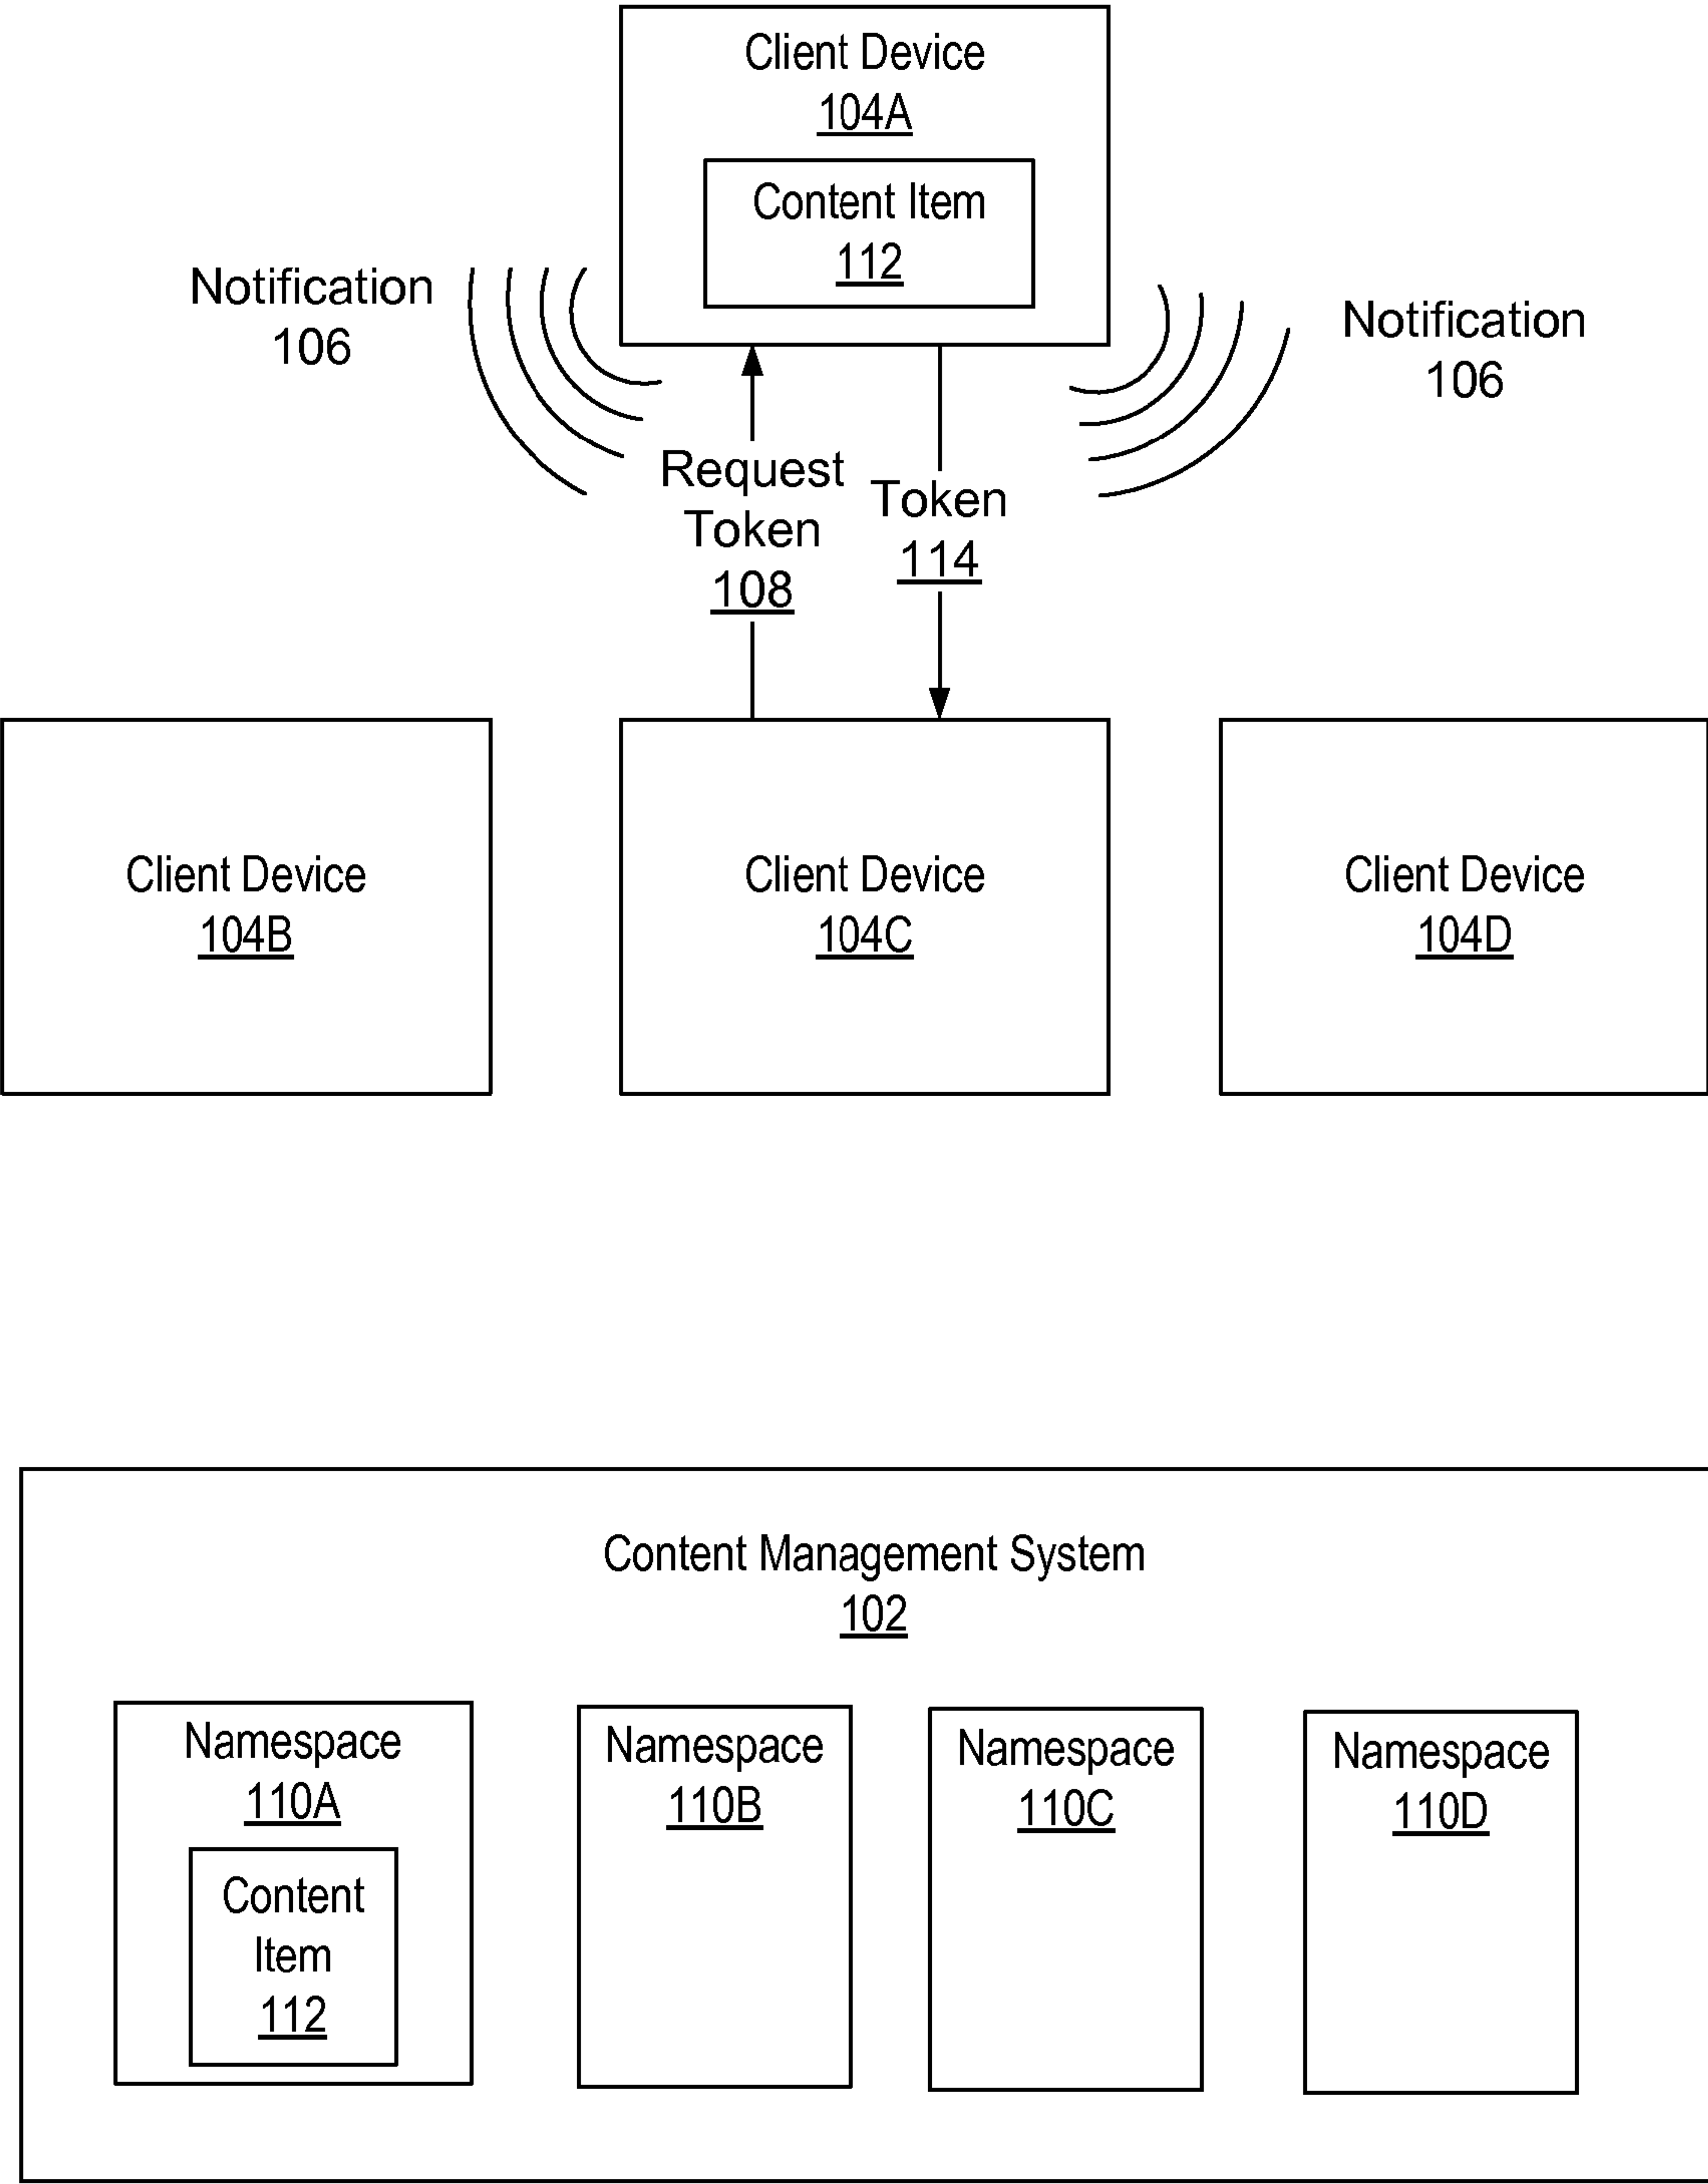 Client Device
104A
Content Item
112
Notification
106
Notification
106
Request
Token
108
Token
114
Client Device
104B
Client Device
104C
Client Device
104D
Content Management System
102
Namespace
110A
Content
Item
112
Namespace
110B
Namespace
110C
Namespace
110D